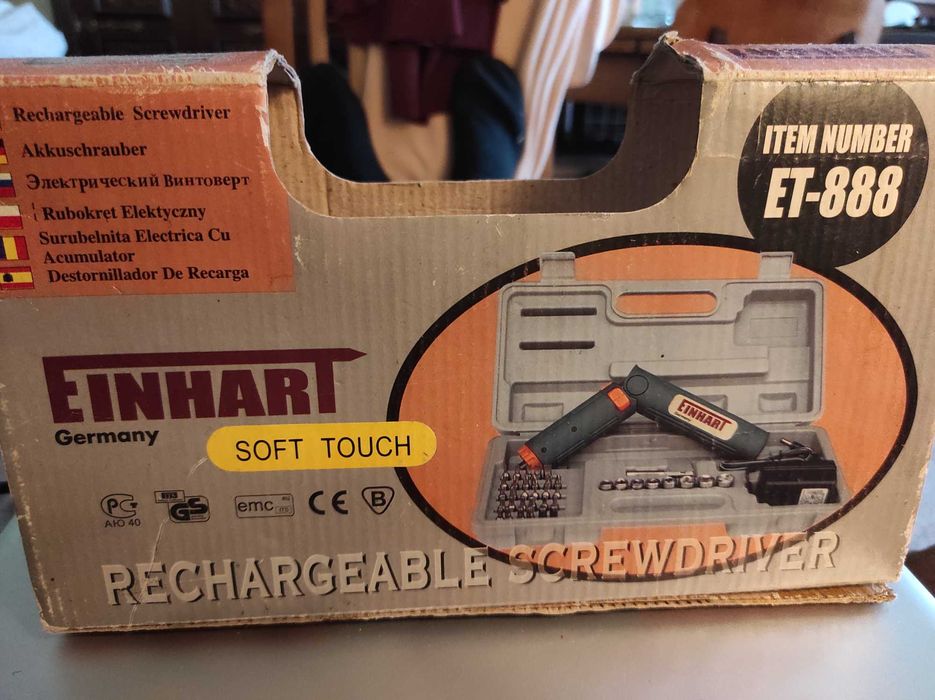 Rechargeable Screwdriver
Akkuschrauber
Электрический Винтоверт
Rubokręt Elektyczny
Surubelnita Electrica Cu
Acumulator
Destornillador De Recarga
ITEM NUMBER
ET-888
EINHART
Germany
SOFT TOUCH
EINHART
РС
АЮ 40
GS
emc
CE
B
RECHARGEABLE SCREWDRIVER